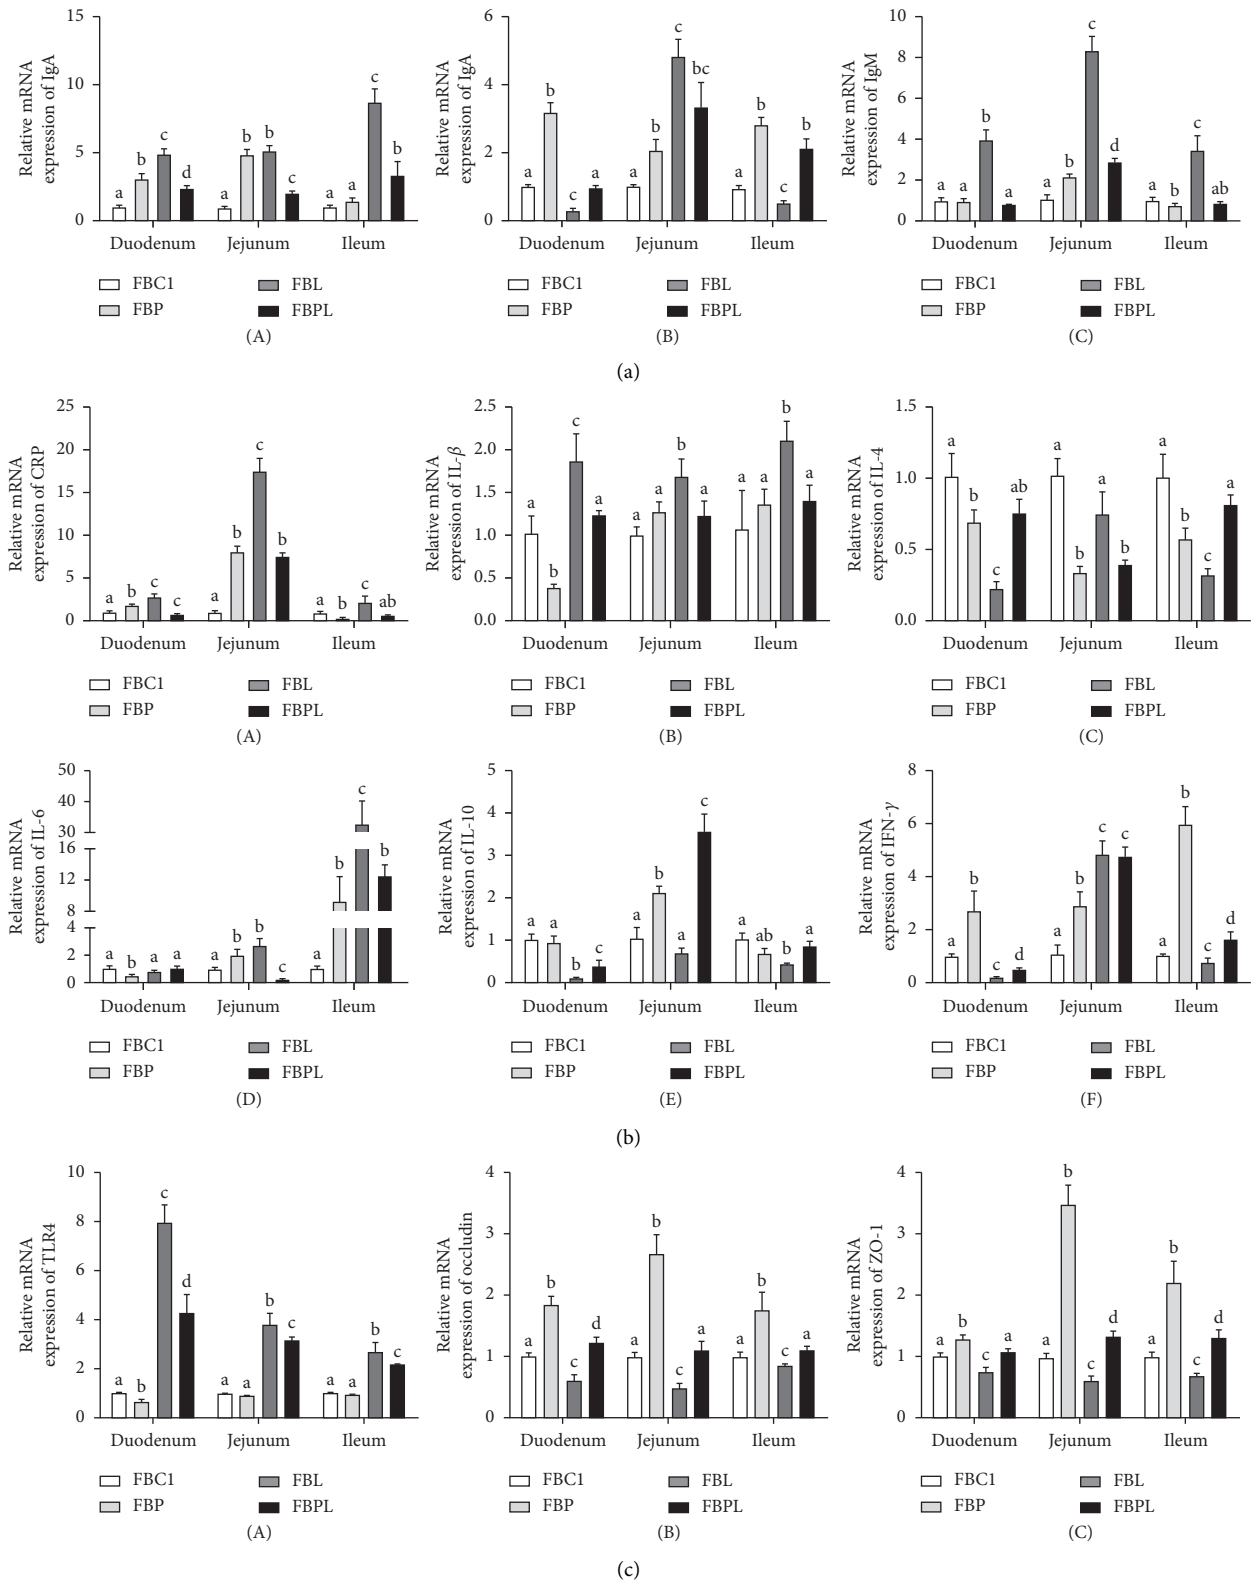 Relative mRNA
expression of IgA
15
10
5
0
a b c d
a b b c
a a c b
Duodenum Jejunum Ileum
FBC1 FBL
FBP FBPL
(A)
Relative mRNA
expression of IgA
6
4
2
0
a b c a
a b c bc
a b c b
Duodenum Jejunum Ileum
FBC1 FBL
FBP FBPL
(B)
Relative mRNA
expression of IgM
10
8
6
4
2
0
a a b a
a b c d
a b c ab
Duodenum Jejunum Ileum
FBC1 FBL
FBP FBPL
(C)
(a)
Relative mRNA
expression of CRP
25
20
15
10
5
0
a b c c
a b c b
a b c ab
Duodenum Jejunum Ileum
FBC1 FBL
FBP FBPL
(A)
Relative mRNA
expression of IL-β
2.5
2.0
1.5
1.0
0.5
0.0
a b c a
a a b a
a a b a
Duodenum Jejunum Ileum
FBC1 FBL
FBP FBPL
(B)
Relative mRNA
expression of IL-4
1.5
1.0
0.5
0.0
a b c ab
a b a b
a b c a
Duodenum Jejunum Ileum
FBC1 FBL
FBP FBPL
(C)
Relative mRNA
expression of IL-6
50
40
30
16
12
8
4
2
0
a b a a
a b b c
a b c b
Duodenum Jejunum Ileum
FBC1 FBL
FBP FBPL
(D)
Relative mRNA
expression of IL-10
5
4
3
2
1
0
a a b c
a b a c
a ab b a
Duodenum Jejunum Ileum
FBC1 FBL
FBP FBPL
(E)
Relative mRNA
expression of IFN-γ
8
6
4
2
0
a b c d
a b c c
a b c d
Duodenum Jejunum Ileum
FBC1 FBL
FBP FBPL
(F)
(b)
Relative mRNA
expression of TLR4
10
8
6
4
2
0
a b c d
a a b c
a a b c
Duodenum Jejunum Ileum
FBC1 FBL
FBP FBPL
(A)
Relative mRNA
expression of occludin
4
3
2
1
0
a b c d
a b c a
a b c a
Duodenum Jejunum Ileum
FBC1 FBL
FBP FBPL
(B)
Relative mRNA
expression of ZO-1
4
3
2
1
0
a b c a
a b c d
a b c d
Duodenum Jejunum Ileum
FBC1 FBL
FBP FBPL
(C)
(c)